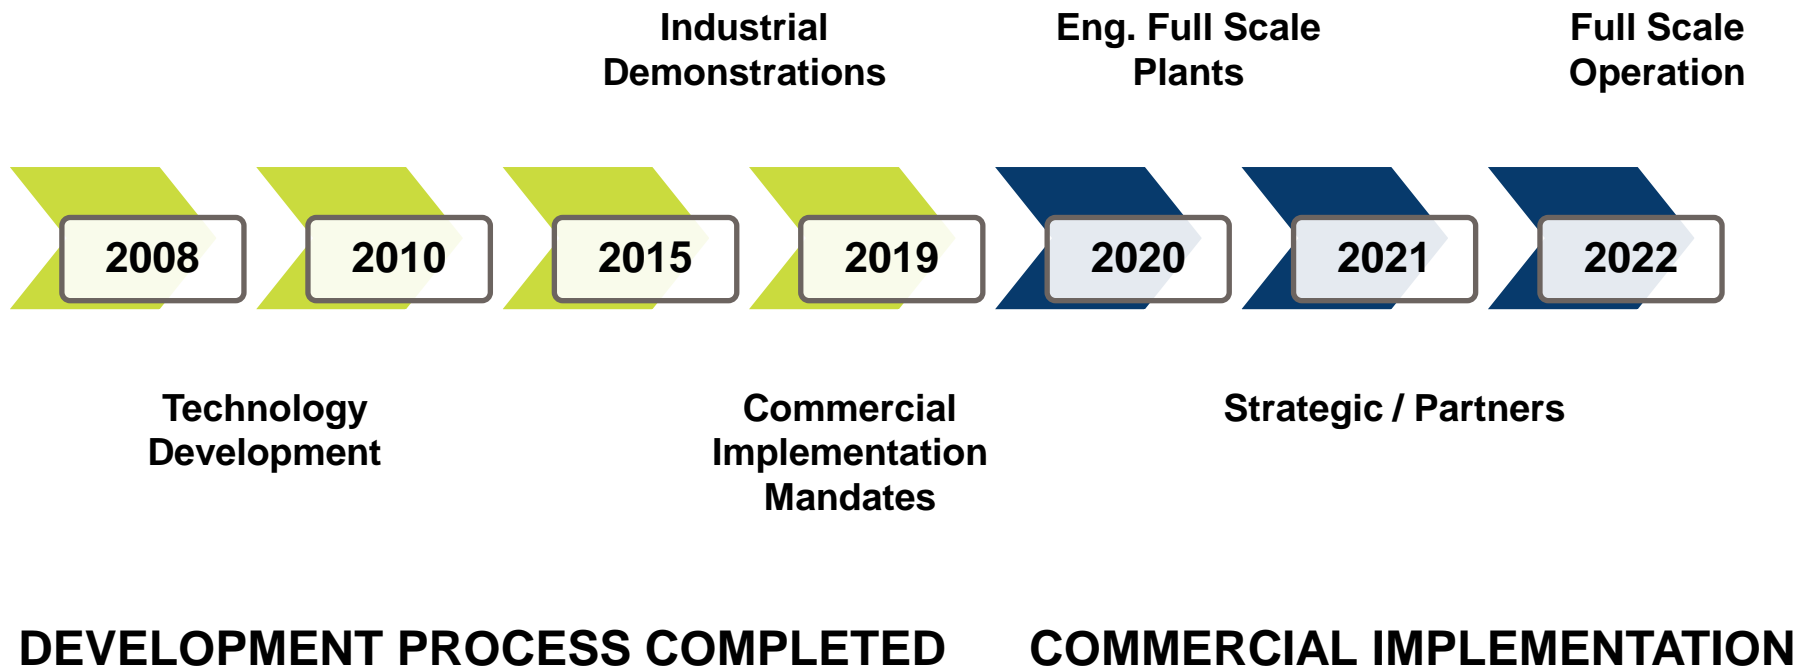 Industrial
Demonstrations
Eng. Full Scale
Plants
Full Scale
Operation
2008
2010
2015
2019
2020
2021
2022
Technology
Development
Commercial
Implementation
Mandates
Strategic / Partners
DEVELOPMENT PROCESS COMPLETED
COMMERCIAL IMPLEMENTATION